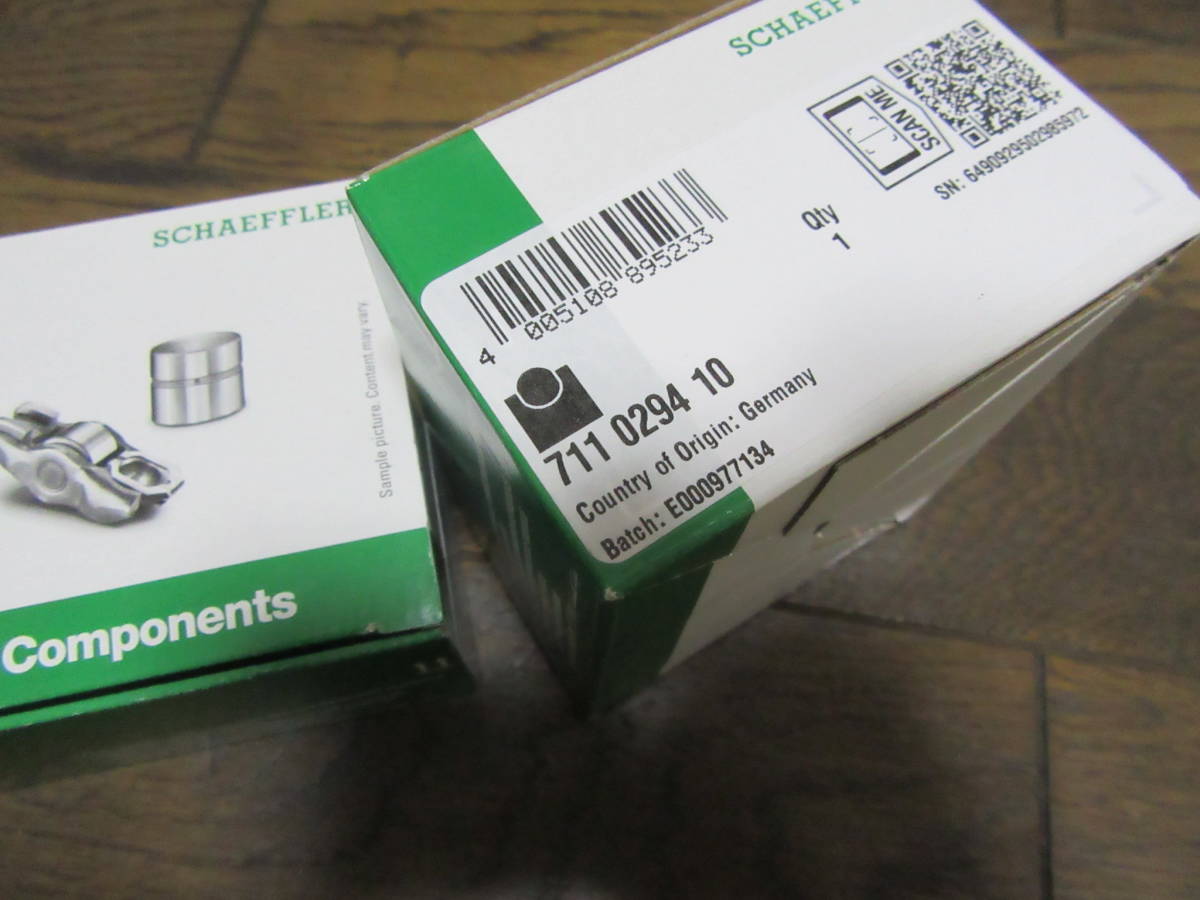 SCHAEFFLER
Sample picture. Content may vary.
Components
SCHAEFF
SCAN ME
SN: 6490929502985972
4 005108 895233
Qty
1
711 0294 10
Country of Origin: Germany
Batch: E000977134